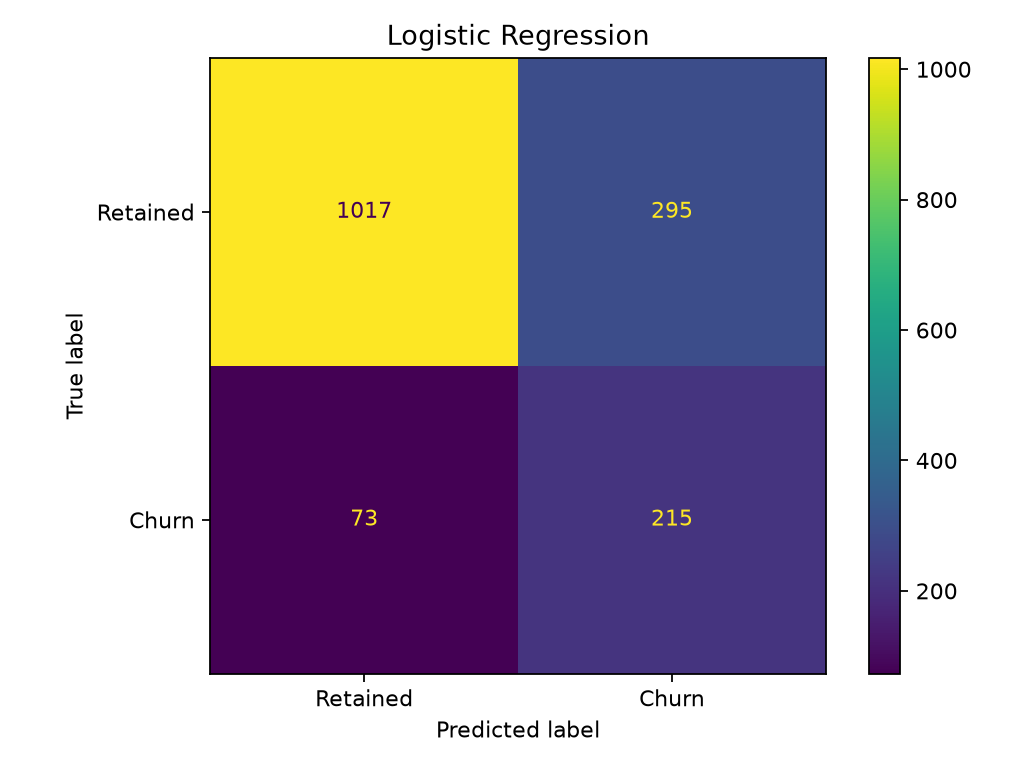 Logistic Regression
Retained
1017
295
Churn
73
215
True label
Retained
Churn
Predicted label
1000
800
600
400
200